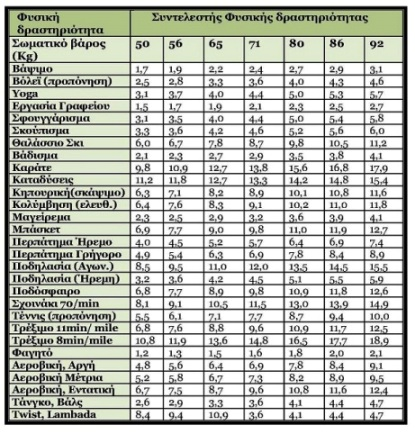 Φυσική δραστηριότητα Συντελεστής Φυσικής δραστηριότητας
Σωματικό βάρος (Kg) 50 56 65 71 80 86 92
Βάψιμο 1,7 1,9 2,2 2,4 2,7 2,9 3,1
Βόλεϊ (προπόνηση) 2,5 2,8 3,3 3,6 4,0 4,3 4,6
Yoga 3,1 3,7 4,0 4,4 5,0 5,3 5,7
Εργασία Γραφείου 1,5 1,7 1,9 2,1 2,3 2,5 2,7
Σφουγγάρισμα 3,1 3,5 4,0 4,4 5,0 5,4 5,8
Σκούπισμα 3,3 3,6 4,2 4,6 5,2 5,6 6,0
Θαλάσσιο Σκι 6,0 6,7 7,8 8,7 9,8 10,5 11,2
Βάδισμα 2,1 2,3 2,7 2,9 3,5 3,8 4,1
Καράτε 9,8 10,9 12,7 13,8 15,6 16,8 17,9
Καταδύσεις 11,2 11,8 12,7 13,3 14,2 14,8 15,4
Κηπουρική(σκάψιμο) 6,3 7,1 8,2 8,9 10,1 10,8 11,6
Κολύμβηση (ελευθ.) 6,4 7,6 8,3 9,1 10,2 11,0 11,8
Μαγείρεμα 2,3 2,5 2,9 3,2 3,6 3,9 4,1
Μπάσκετ 6,9 7,7 9,0 9,8 11,0 11,9 12,7
Περπάτημα Ήρεμο 4,0 4,5 5,2 5,7 6,4 6,9 7,4
Περπάτημα Γρήγορο 4,9 5,4 6,3 6,9 7,8 8,4 8,9
Ποδηλασία (Αγων.) 8,5 9,5 11,0 12,0 13,5 14,5 15,5
Ποδηλασία (Ήρεμη) 3,2 3,6 4,2 4,5 5,1 5,5 5,9
Ποδόσφαιρο 6,8 7,7 8,9 9,8 10,9 11,8 12,6
Σχοινάκι 70/min 8,1 9,1 10,5 11,5 13,0 13,9 14,9
Τέννις (προπόνηση) 5,5 6,1 7,1 7,7 8,7 9,4 10,0
Τρέξιμο 11min/ mile 6,8 7,6 8,8 9,6 10,9 11,7 12,5
Τρέξιμο 8min/mile 10,8 11,9 13,6 14,8 16,5 17,7 18,9
Φαγητό 1,2 1,3 1,5 1,6 1,8 2,0 2,1
Αεροβική, Αργή 4,8 5,6 6,4 6,9 7,8 8,4 9,1
Αεροβική Μέτρια 5,2 5,8 6,7 7,3 8,2 8,9 9,5
Αεροβική, Εντατική 6,7 7,5 8,7 9,6 10,8 11,6 12,4
Τάνγκο, Βάλς 2,6 2,9 3,3 3,6 4,1 4,4 4,7
Twist, Lambada 8,4 9,4 10,9 3,6 4,1 4,4 4,7